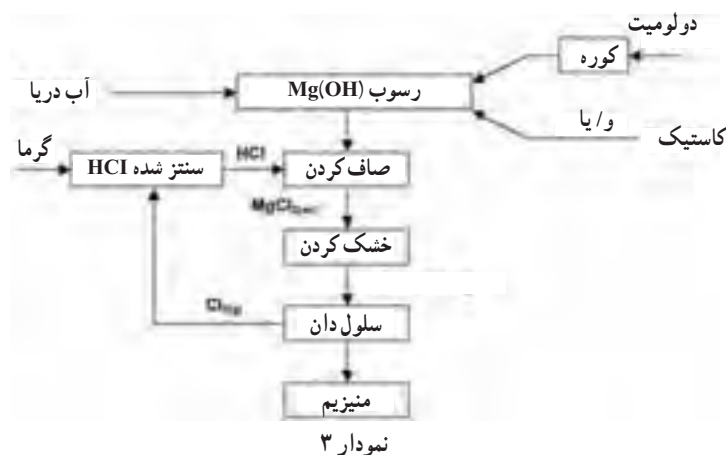 دولومیت
کوره
آب دریا
رسوب Mg(OH)
و/ یا
کاستیک
گرما
سنتز شده HCl
HCl
صاف کردن
خشک کردن
سلول دان
منیزیم
نمودار ۳